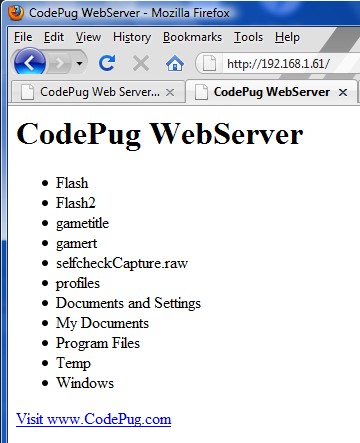 CodePug WebServer - Mozilla Firefox
File Edit View History Bookmarks Tools Help
http://192.168.1.61/
CodePug Web Server... CodePug WebServer
CodePug WebServer
Flash
Flash2
gametitle
gamert
selfcheckCapture.raw
profiles
Documents and Settings
My Documents
Program Files
Temp
Windows
Visit www.CodePug.com